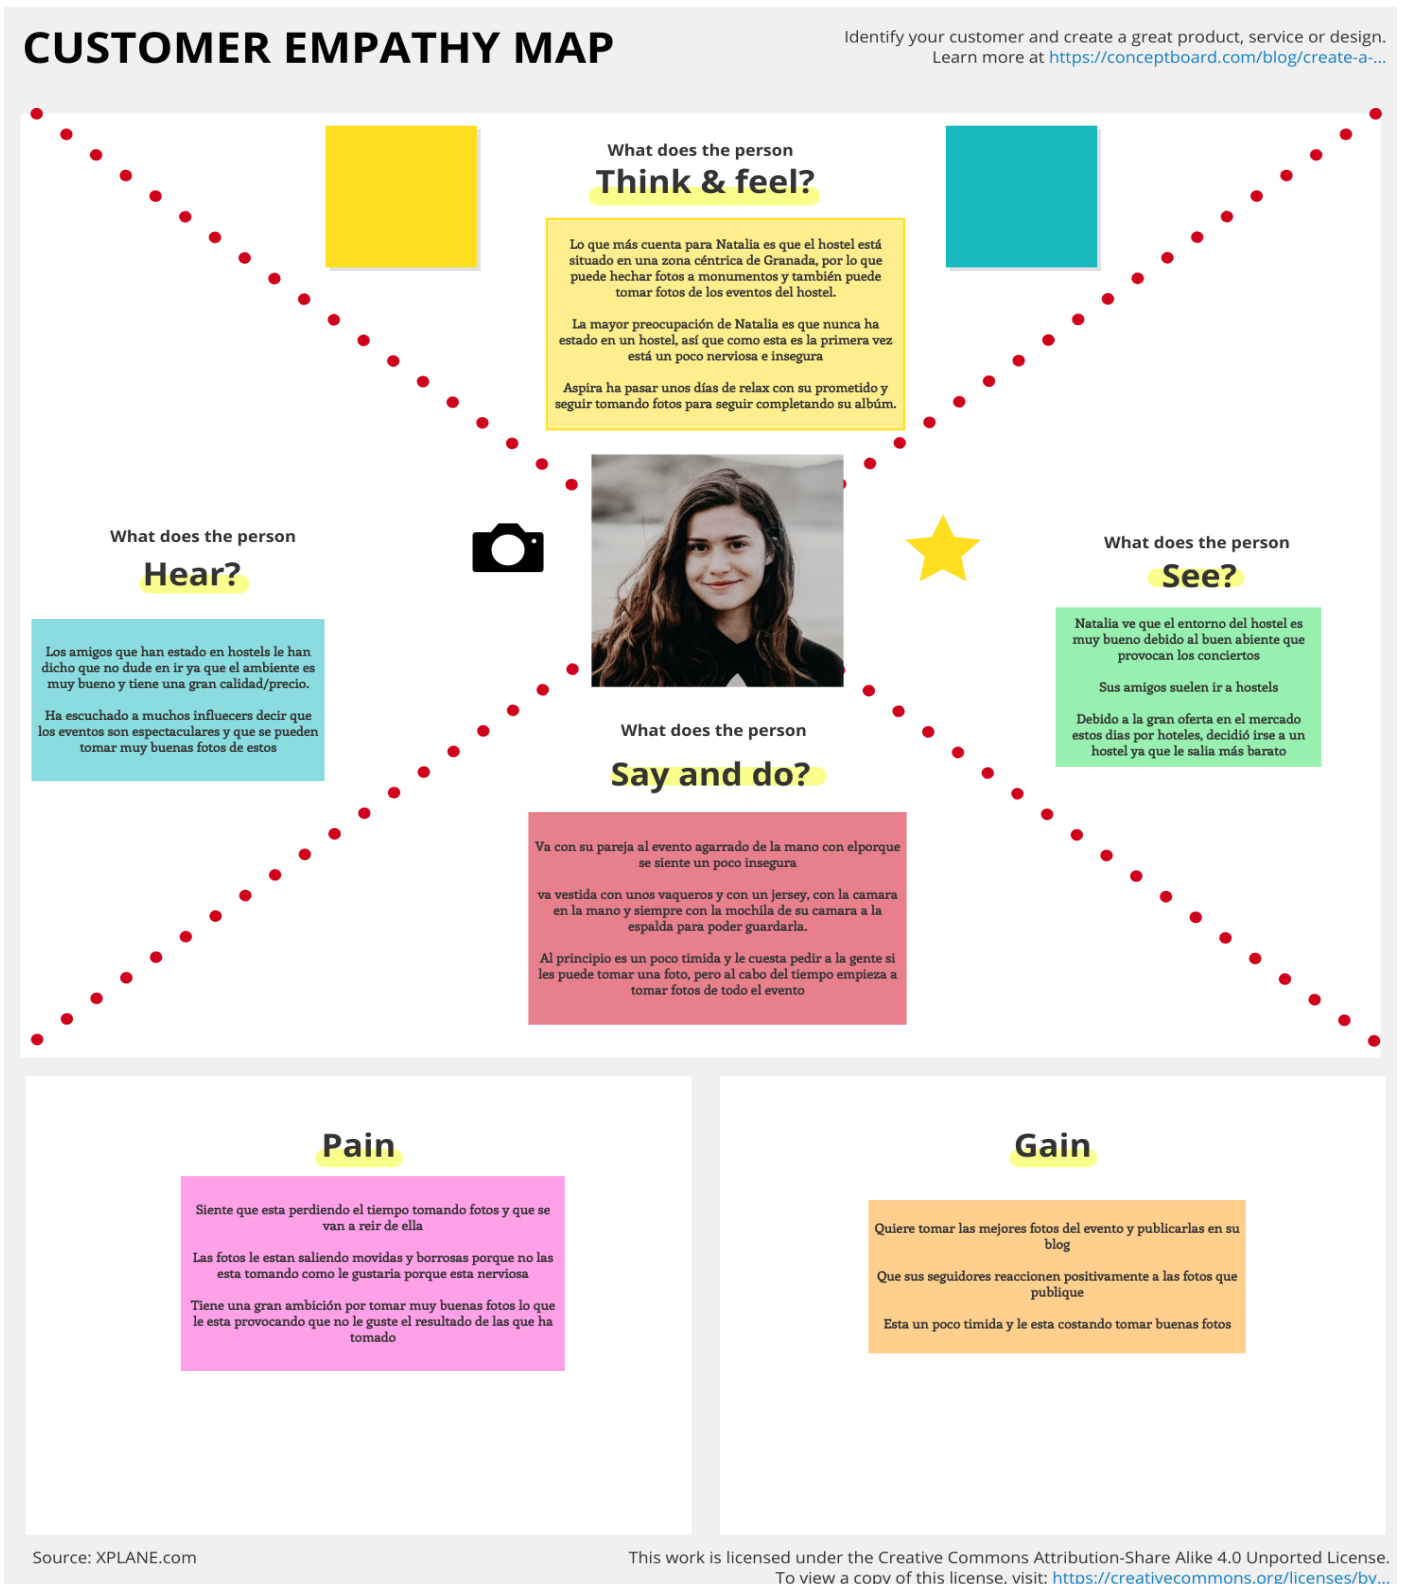 CUSTOMER EMPATHY MAP
Identify your customer and create a great product, service or design.
Learn more at https://conceptboard.com/blog/create-a-...
What does the person
Think & feel?
Lo que más cuenta para Natalia es que el hostel está
situado en una zona céntrica de Granada, por lo que
puede hechar fotos a monumentos y también puede
tomar fotos de los eventos del hostel.
La mayor preocupación de Natalia es que nunca ha
estado en un hostel, así que como esta es la primera vez
está un poco nerviosa e insegura
Aspira ha pasar unos días de relax con su prometido y
seguir tomando fotos para seguir completando su albúm.
What does the person
Hear?
Los amigos que han estado en hostels le han
dicho que no dude en ir ya que el ambiente es
muy bueno y tiene una gran calidad/precio.
Ha escuchado a muchos influecers decir que
los eventos son espectaculares y que se pueden
tomar muy buenas fotos de estos
What does the person
See?
Natalia ve que el entorno del hostel es
muy bueno debido al buen abiente que
provocan los conciertos
Sus amigos suelen ir a hostels
Debido a la gran oferta en el mercado
estos dias por hoteles, decidió irse a un
hostel ya que le salia más barato
What does the person
Say and do?
Va con su pareja al evento agarrado de la mano con elporque
se siente un poco insegura
va vestida con unos vaqueros y con un jersey, con la camara
en la mano y siempre con la mochila de su camara a la
espalda para poder guardarla.
Al principio es un poco timida y le cuesta pedir a la gente si
les puede tomar una foto, pero al cabo del tiempo empieza a
tomar fotos de todo el evento
Pain
Siente que esta perdiendo el tiempo tomando fotos y que se
van a reir de ella
Las fotos le estan saliendo movidas y borrosas porque no las
esta tomando como le gustaria porque esta nerviosa
Tiene una gran ambición por tomar muy buenas fotos lo que
le esta provocando que no le guste el resultado de las que ha
tomado
Gain
Quiere tomar las mejores fotos del evento y publicarlas en su
blog
Que sus seguidores reaccionen positivamente a las fotos que
publique
Esta un poco timida y le esta costando tomar buenas fotos
Source: XPLANE.com
This work is licensed under the Creative Commons Attribution-Share Alike 4.0 Unported License.
To view a copy of this license, visit: https://creativecommons.org/licenses/by...